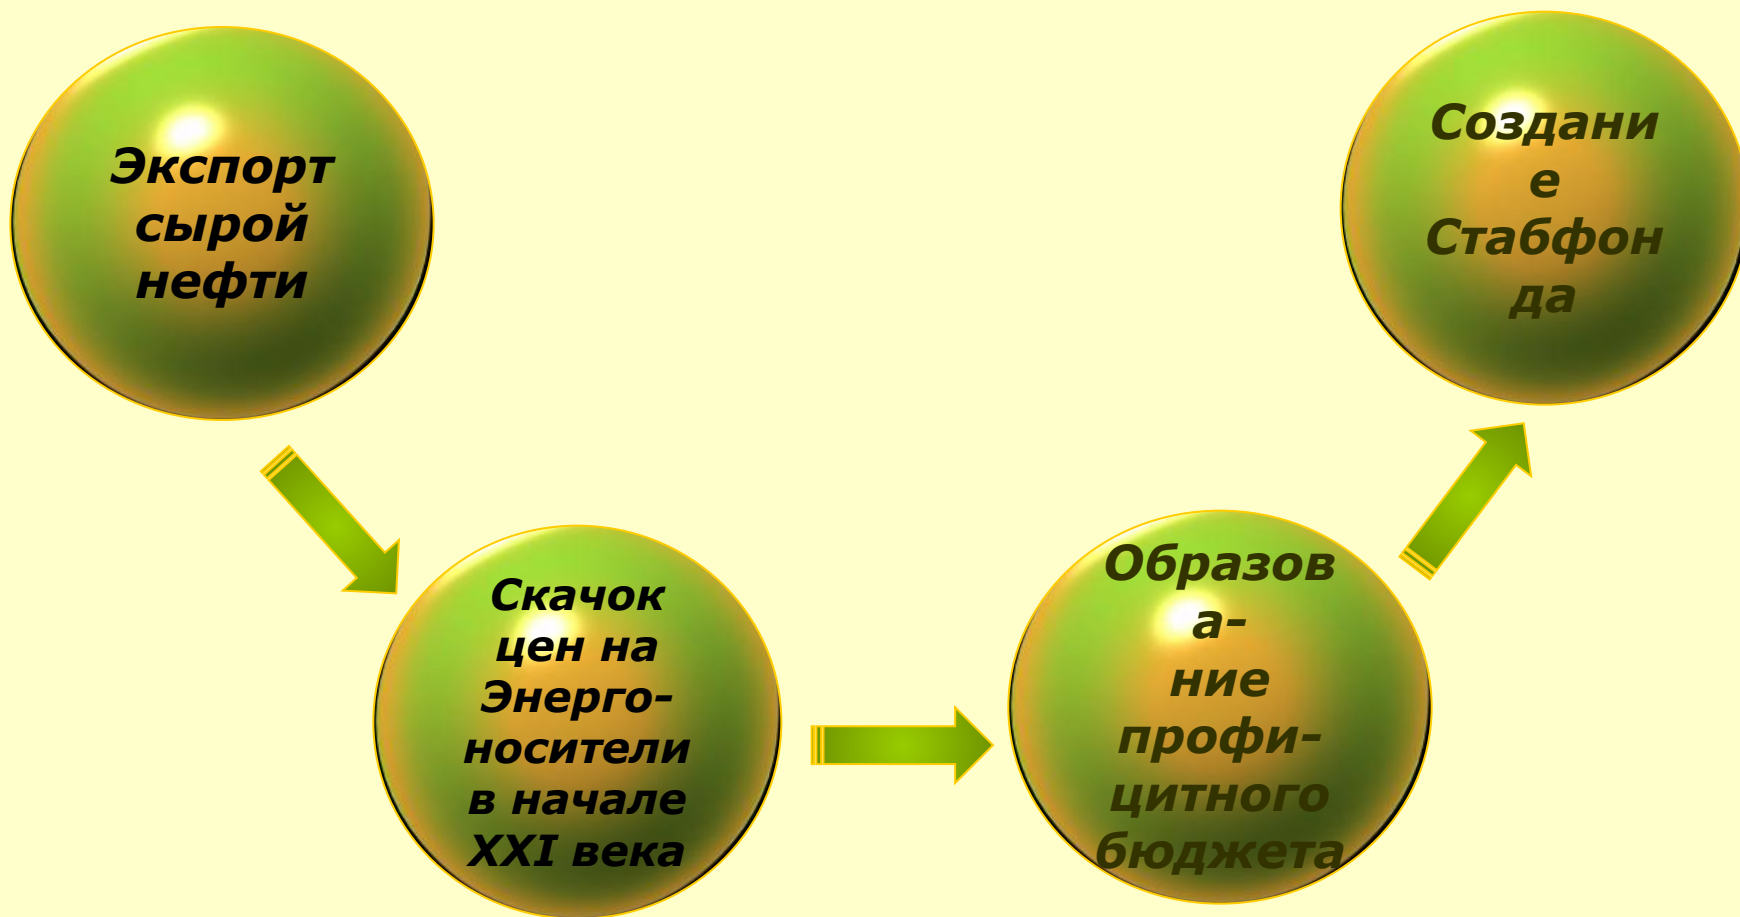 Экспорт
сырой
нефти
Скачок
цен на
Энерго-
носители
в начале
XXI века
Образов
а-
ние
профи-
цитного
бюджета
Создани
е
Стабфон
да